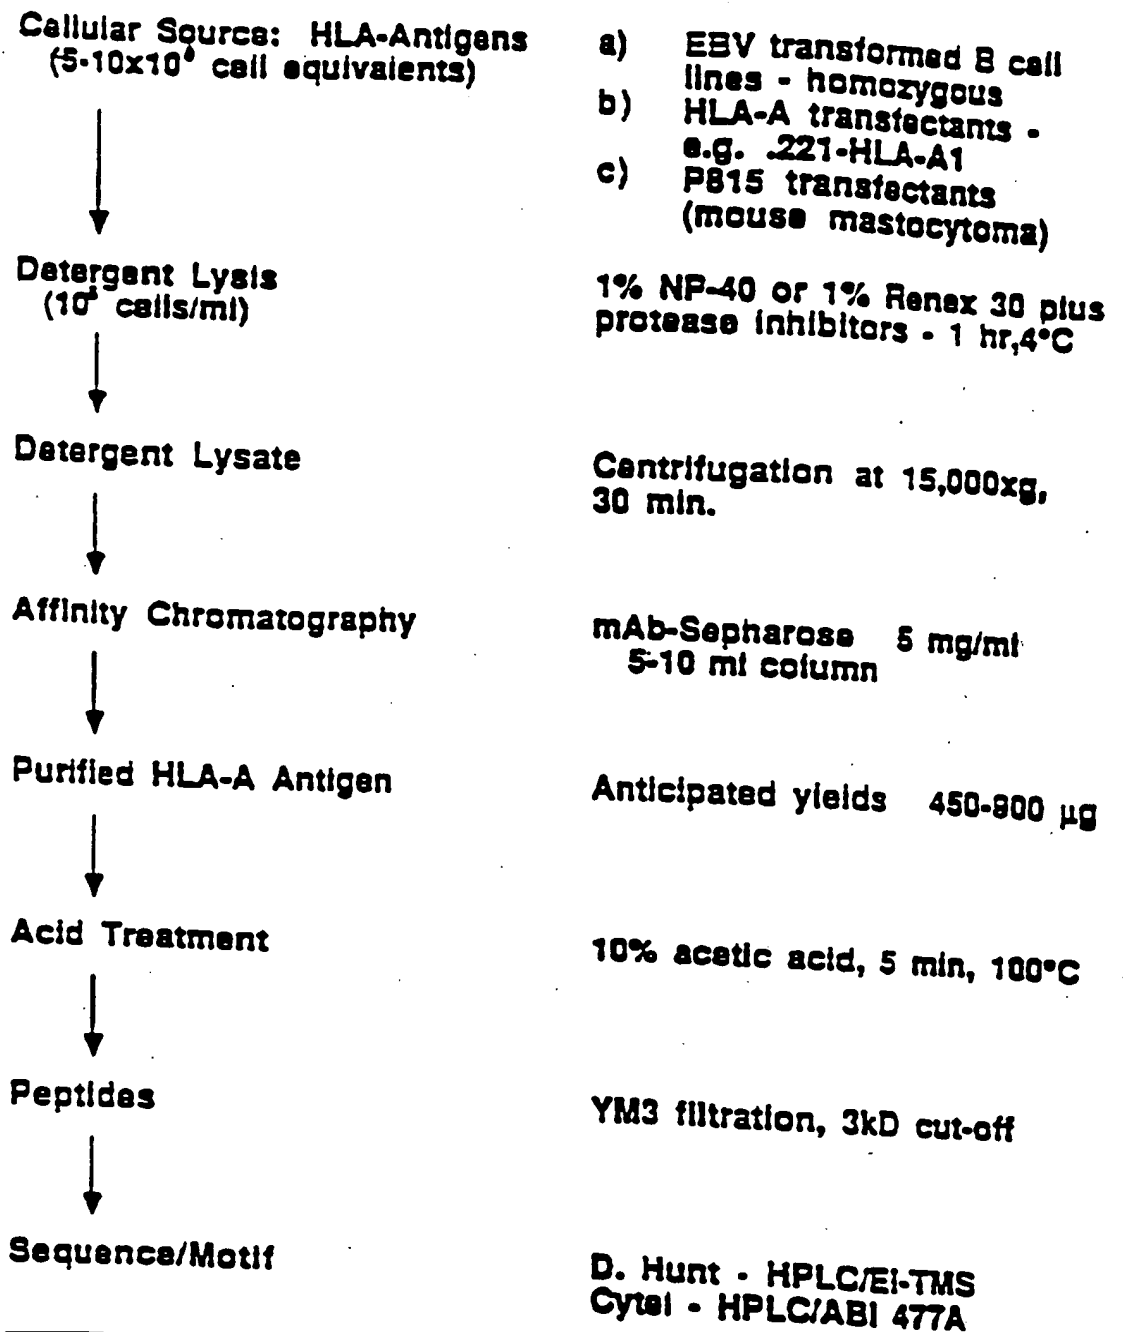 Cellular Source: HLA-Antigens
cell equivalents)
a) EBV transformed B cell
lines - homozygous
b) HLA-A transfectants -
e.g. .221-HLA-A1
c) P815 transfectants
(mouse mastocytoma)
Detergent Lysis
cells/ml)
1% NP-40 or 1% Renex 30 plus
protease inhibitors - 1 hr,4°C
Detergent Lysate
Centrifugation at 15,000xg,
30 min.
Affinity Chromatography
mAb-Sepharose 5 mg/ml
5-10 ml column
Purified HLA-A Antigen
Anticipated yields 450-900 µg
Acid Treatment
10% acetic acid, 5 min, 100°C
Peptides
YM3 filtration, 3kD cut-off
Sequence/Motif
D. Hunt - HPLC/EI-TMS
Cytel - HPLC/ABI 477A